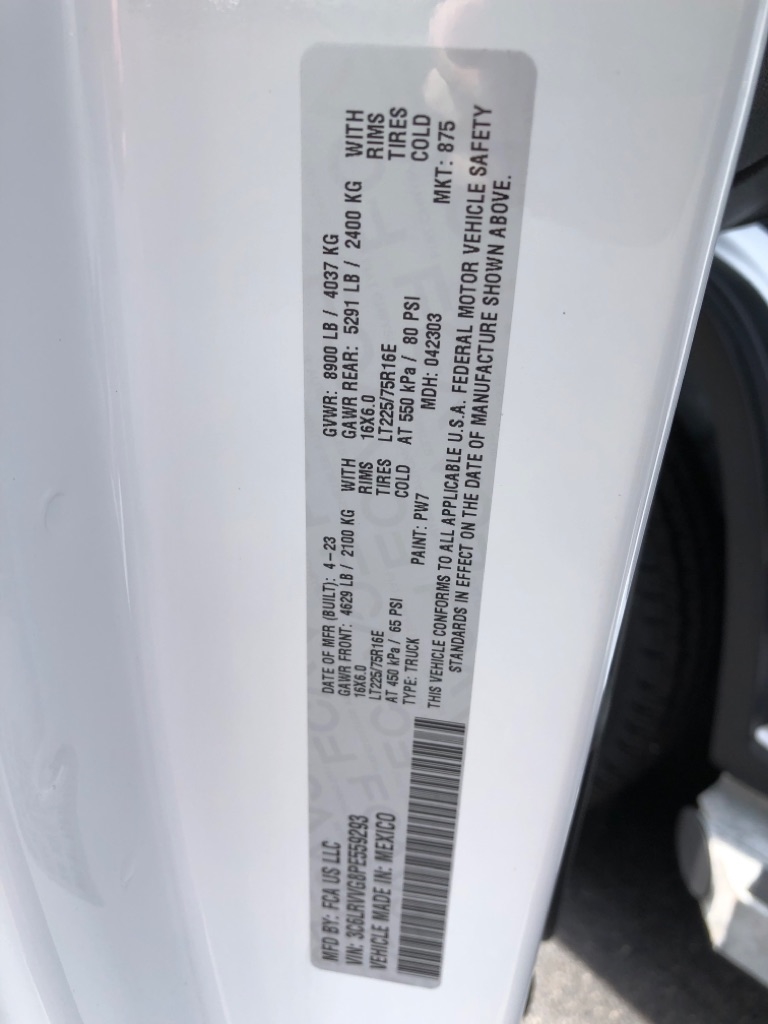 MFD BY: FCA US LLC
VIN: 3C6LRVVG8PE559293
VEHICLE MADE IN: MEXICO
DATE OF MFR (BUILT): 4-23 GVWR: 8900 LB / 4037 KG
GAWR FRONT: 4629 LB / 2100 KG WITH GAWR REAR: 5291 LB / 2400 KG WITH
16X6.0 RIMS 16X6.0 RIMS
LT225/75R16E TIRES LT225/75R16E TIRES
AT 450 kPa / 65 PSI COLD AT 550 kPa / 80 PSI COLD
TYPE: TRUCK PAINT: PW7 MDH: 042303 MKT: 875
THIS VEHICLE CONFORMS TO ALL APPLICABLE U.S.A. FEDERAL MOTOR VEHICLE SAFETY
STANDARDS IN EFFECT ON THE DATE OF MANUFACTURE SHOWN ABOVE.